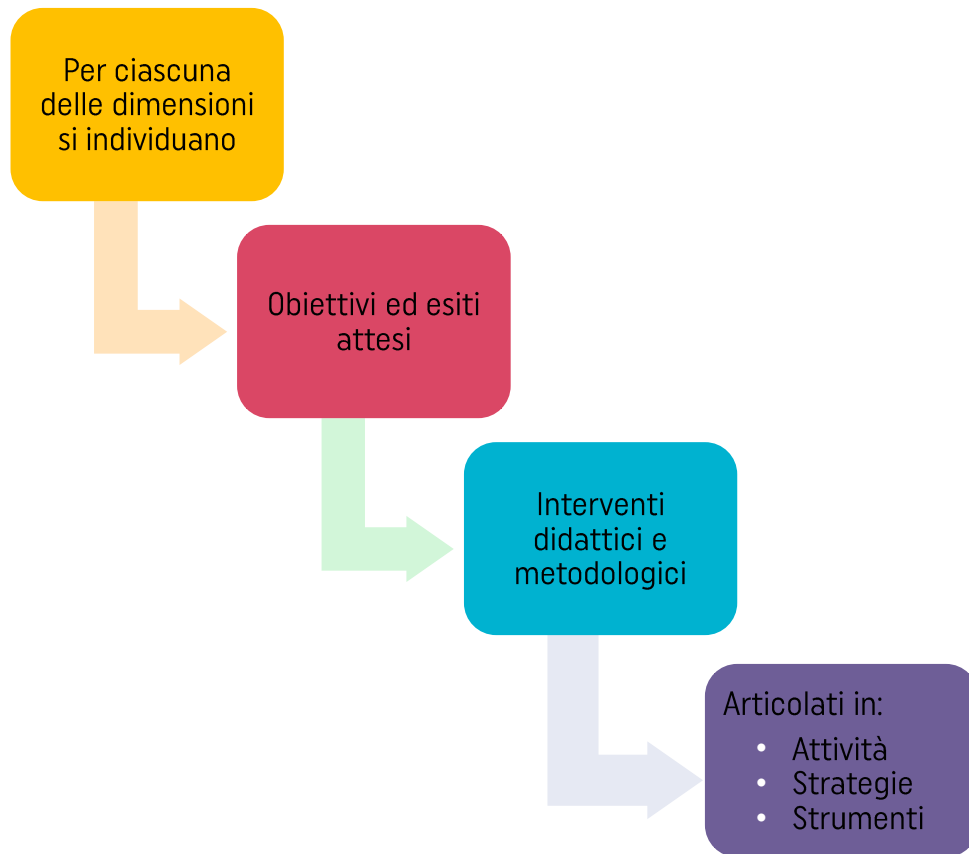 Per ciascuna
delle dimensioni
si individuano
Obiettivi ed esiti
attesi
Interventi
didattici e
metodologici
Articolati in:
• Attività
• Strategie
• Strumenti